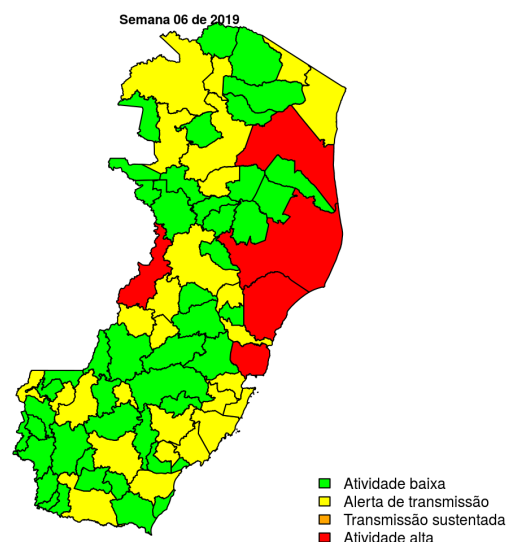 Semana 06 de 2019
Atividade baixa
Alerta de transmissão
Transmissão sustentada
Atividade alta